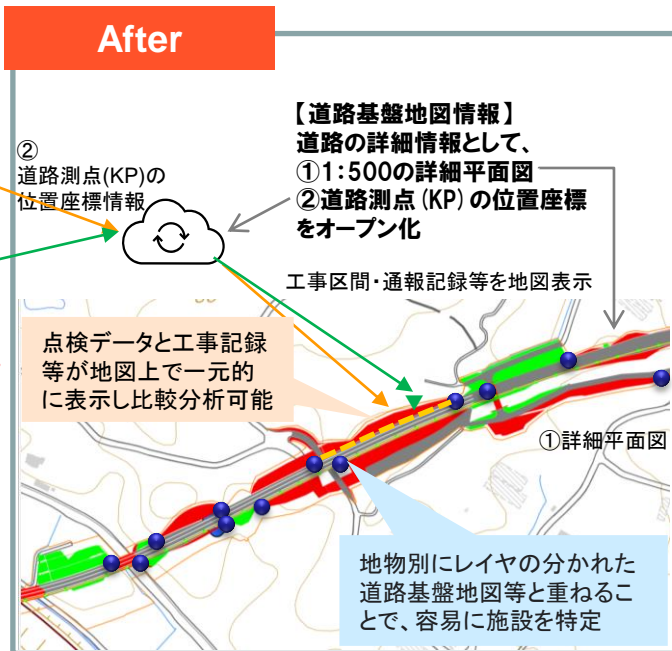 After
②
道路測点(KP)の
位置座標情報
【道路基盤地図情報】
道路の詳細情報として、
①1:500の詳細平面図
②道路測点(KP)の位置座標
をオープン化
工事区間・通報記録等を地図表示
点検データと工事記録
等が地図上で一元的
に表示し比較分析可能
①詳細平面図
地物別にレイヤの分かれた
道路基盤地図等と重ねるこ
とで、容易に施設を特定